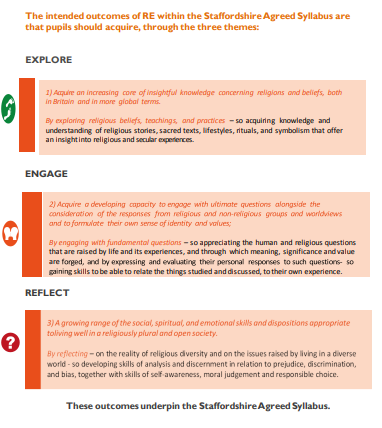 The intended outcomes of RE within the Staffordshire Agreed Syllabus are
that pupils should acquire, through the three themes:
EXPLORE
1) Aquire an increasing core of insightful knowledge concerning religions and beliefs, both
in Britain and in more global terms.
By exploring religious beliefs, teachings, and practices – so acquiring knowledge and
understanding of religious stories, sacred texts, lifestyles, rituals, and symbolism that offer
an insight into religious and secular experiences.
ENGAGE
2) Acquire a developing capacity to engage with ultimate questions alongside the
consideration of the responses from religious and non-religious groups and worldviews
and to formulate their own sense of identity and values;
By engaging with fundamental questions – so appreciating the human and religious questions
that are raised by life and its experiences, and through which meaning, significance and value
are forged, and by expressing and evaluating their personal responses to such questions- so
gaining skills to be able to relate the things studied and discussed, to their own experience.
REFLECT
3) A growing range of the social, spiritual, and emotional skills and dispositions appropriate
to living well in a religiously plural and open society.
By reflecting – on the reality of religious diversity and on the issues raised by living in a diverse
world - so developing skills of analysis and discernment in relation to prejudice, discrimination,
and bias, together with skills of self-awareness, moral judgement and responsible choice.
These outcomes underpin the Staffordshire Agreed Syllabus.